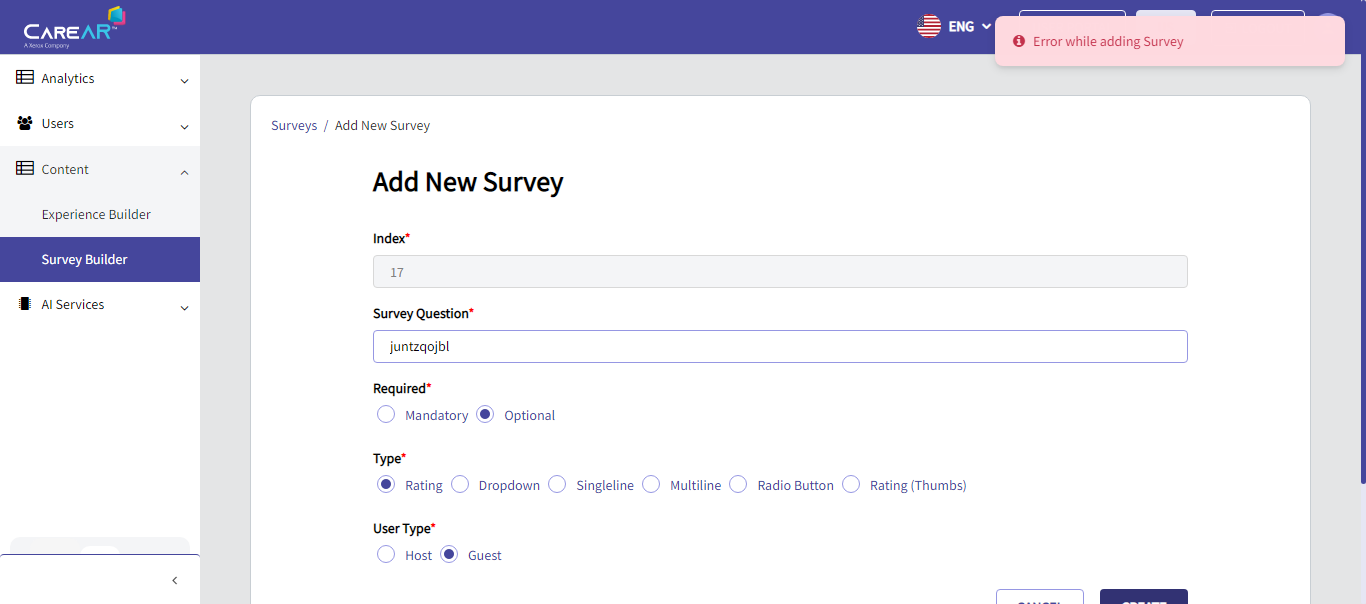 CAREAR™
A Xerox Company
ENG
Error while adding Survey
Analytics
Users
Content
Experience Builder
Survey Builder
AI Services
Surveys / Add New Survey
Add New Survey
Index*
17
Survey Question*
juntzqojbl
Required*
Mandatory Optional
Type*
Rating Dropdown Singleline Multiline Radio Button Rating (Thumbs)
User Type*
Host Guest
CANCEL CREATE